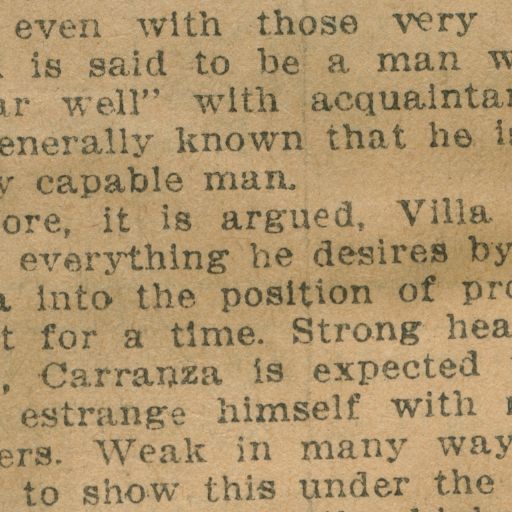 even with those very
is said to be a man w
ar well” with acquaintan
enerally known that he is
y capable man.
ore, it is argued, Villa
everything he desires by
a into the position of pro
t for a time. Strong hea
, Carranza is expected
estrange himself with
ers. Weak in many way
to show this under the